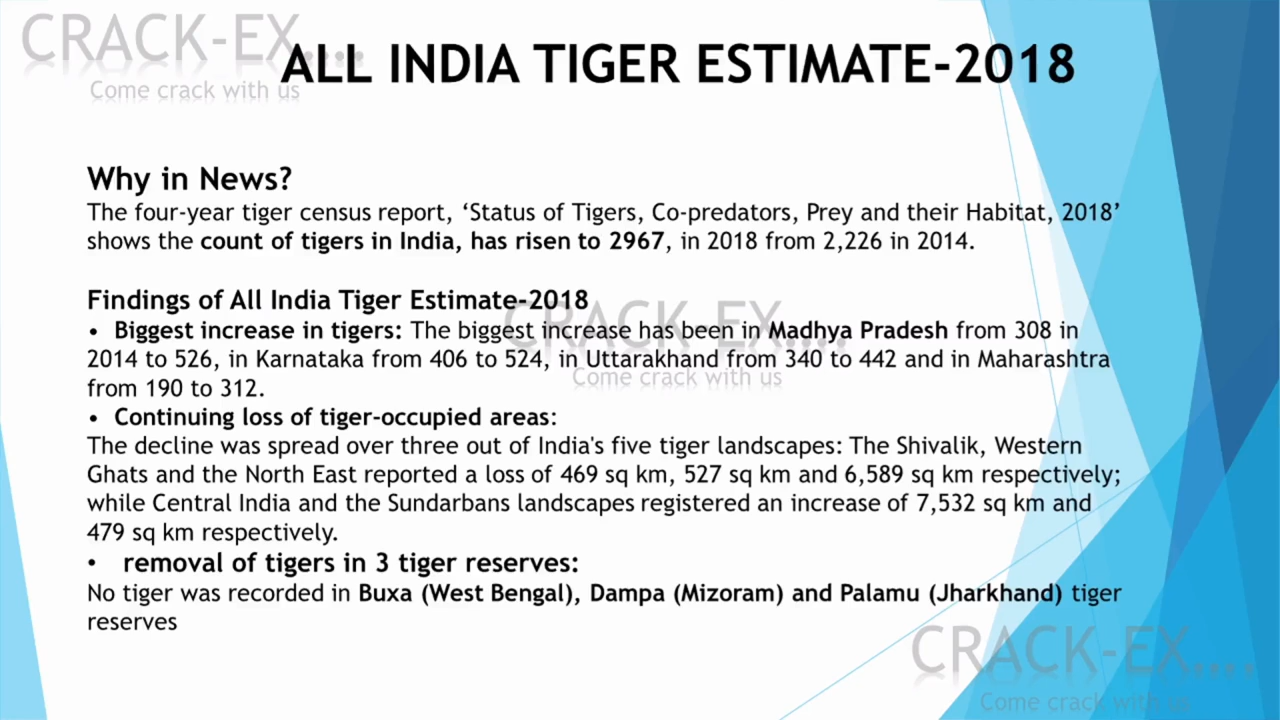 CRACK-EX....
Come crack with us
ALL INDIA TIGER ESTIMATE-2018
Why in News?
The four-year tiger census report, ‘Status of Tigers, Co-predators, Prey and their Habitat, 2018’
shows the count of tigers in India, has risen to 2967, in 2018 from 2,226 in 2014.
Findings of All India Tiger Estimate-2018
CRACK-EX....
Come crack with us
• Biggest increase in tigers: The biggest increase has been in Madhya Pradesh from 308 in
2014 to 526, in Karnataka from 406 to 524, in Uttarakhand from 340 to 442 and in Maharashtra
from 190 to 312.
• Continuing loss of tiger-occupied areas:
The decline was spread over three out of India's five tiger landscapes: The Shivalik, Western
Ghats and the North East reported a loss of 469 sq km, 527 sq km and 6,589 sq km respectively;
while Central India and the Sundarbans landscapes registered an increase of 7,532 sq km and
479 sq km respectively.
• removal of tigers in 3 tiger reserves:
No tiger was recorded in Buxa (West Bengal), Dampa (Mizoram) and Palamu (Jharkhand) tiger
reserves
CRACK-EX....
Come crack with us